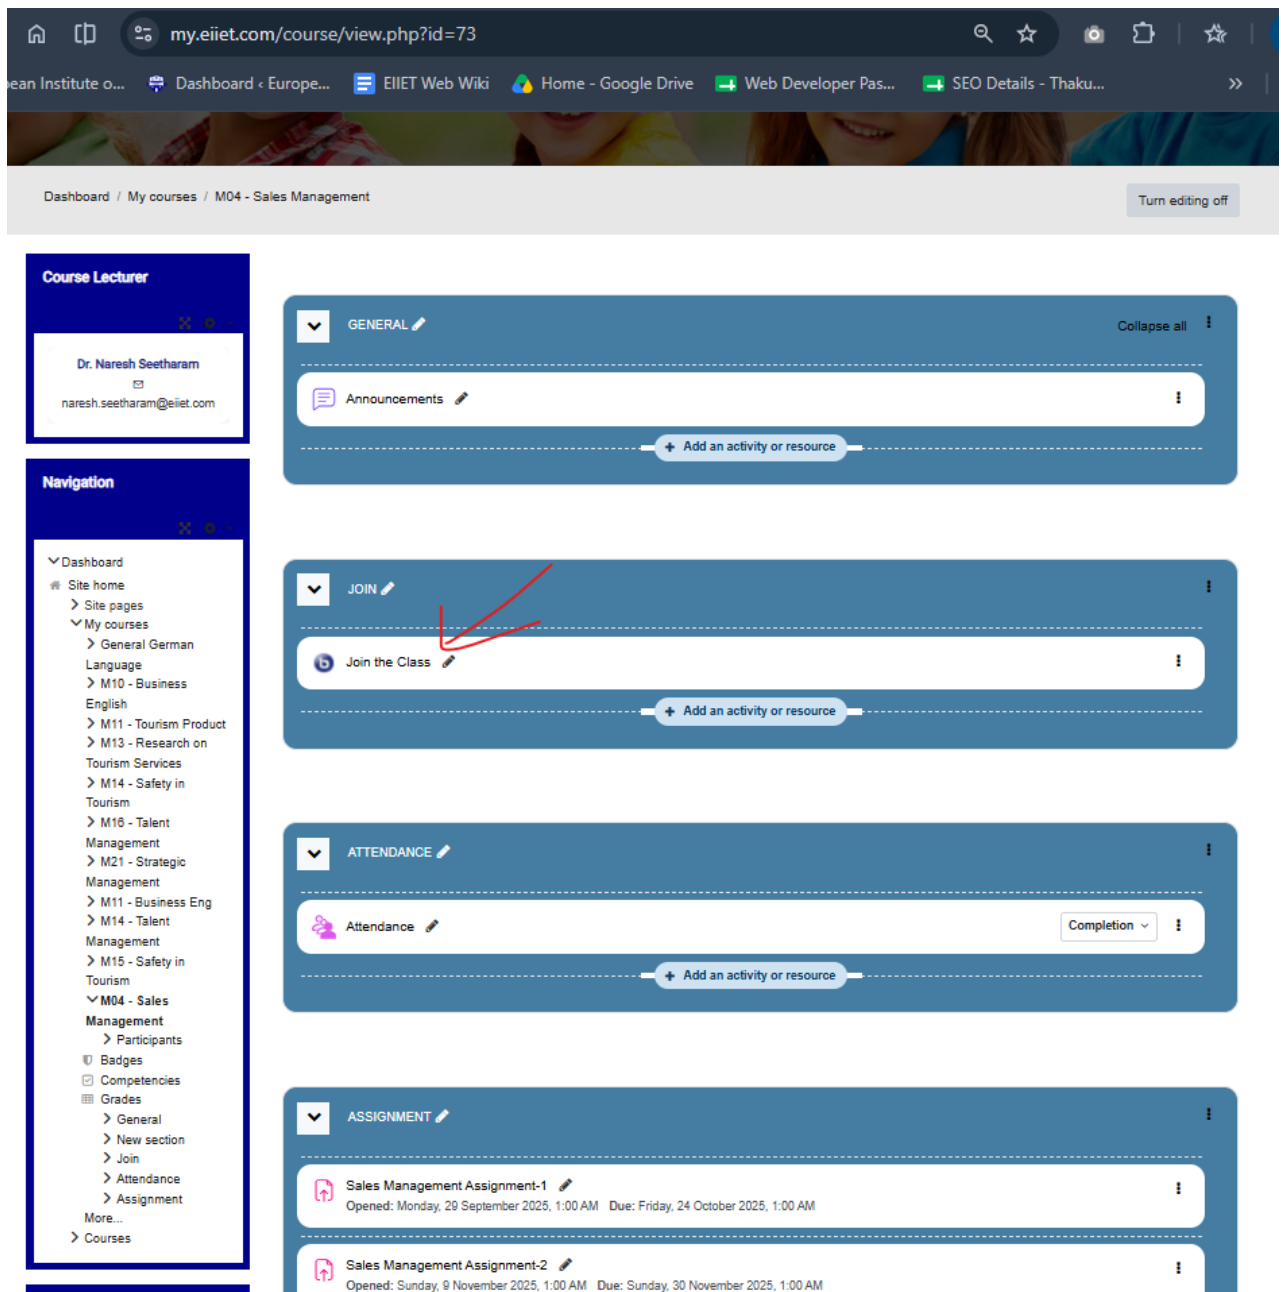 my.eiiet.com/course/view.php?id=73
pean Institute o...
Dashboard ‹ Europe...
EIIET Web Wiki
Home - Google Drive
Web Developer Pas...
SEO Details - Thaku...
»
Dashboard / My courses / M04 - Sales Management
Turn editing off
Course Lecturer
Dr. Naresh Seetharam
naresh.seetharam@eiiet.com
Navigation
Dashboard
Site home
Site pages
My courses
General German
Language
M10 - Business
English
M11 - Tourism Product
M13 - Research on
Tourism Services
M14 - Safety in
Tourism
M16 - Talent
Management
M21 - Strategic
Management
M11 - Business Eng
M14 - Talent
Management
M15 - Safety in
Tourism
M04 - Sales
Management
Participants
Badges
Competencies
Grades
General
New section
Join
Attendance
Assignment
More...
Courses
GENERAL
Collapse all
Announcements
+ Add an activity or resource
JOIN
b Join the Class
+ Add an activity or resource
ATTENDANCE
Attendance
Completion
+ Add an activity or resource
ASSIGNMENT
Sales Management Assignment-1
Opened: Monday, 29 September 2025, 1:00 AM Due: Friday, 24 October 2025, 1:00 AM
Sales Management Assignment-2
Opened: Sunday, 9 November 2025, 1:00 AM Due: Sunday, 30 November 2025, 1:00 AM